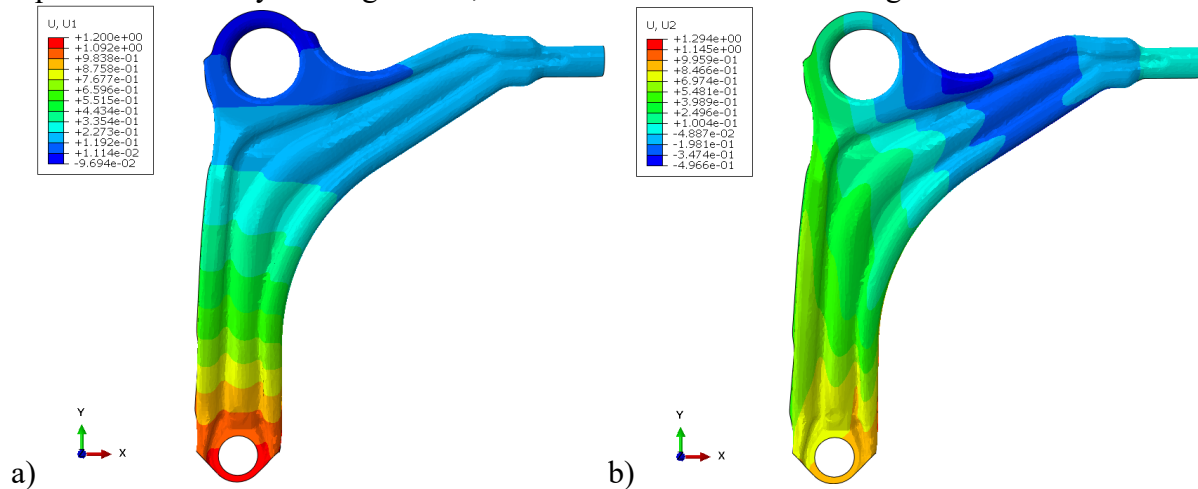 U, U1
+1.200e+00
+1.092e+00
+9.838e-01
+8.758e-01
+7.677e-01
+6.596e-01
+5.515e-01
+4.434e-01
+3.354e-01
+2.273e-01
+1.192e-01
+1.114e-02
-9.694e-02
Y
X
a)
U, U2
+1.294e+00
+1.145e+00
+9.959e-01
+8.466e-01
+6.974e-01
+5.481e-01
+3.989e-01
+2.496e-01
+1.004e-01
-4.887e-02
-1.981e-01
-3.474e-01
-4.966e-01
Y
X
b)